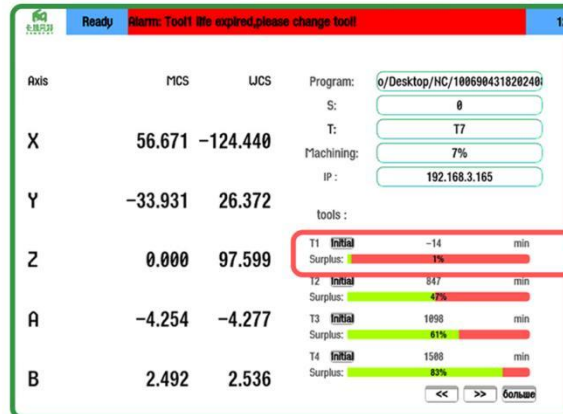 Ready Alarm: Tool1 life expired,please change tool!
Axis MCS WCS
X 56.671 -124.440
Y -33.931 26.372
Z 0.000 97.599
A -4.254 -4.277
B 2.492 2.536
Program: o/Desktop/NC/1006904318202408
S: 0
T: T7
Machining: 7%
IP : 192.168.3.165
tools :
T1 Initial -14 min
Surplus: 1%
T2 Initial 847 min
Surplus: 47%
T3 Initial 1098 min
Surplus: 61%
T4 Initial 1508 min
Surplus: 83%
<< >> больше